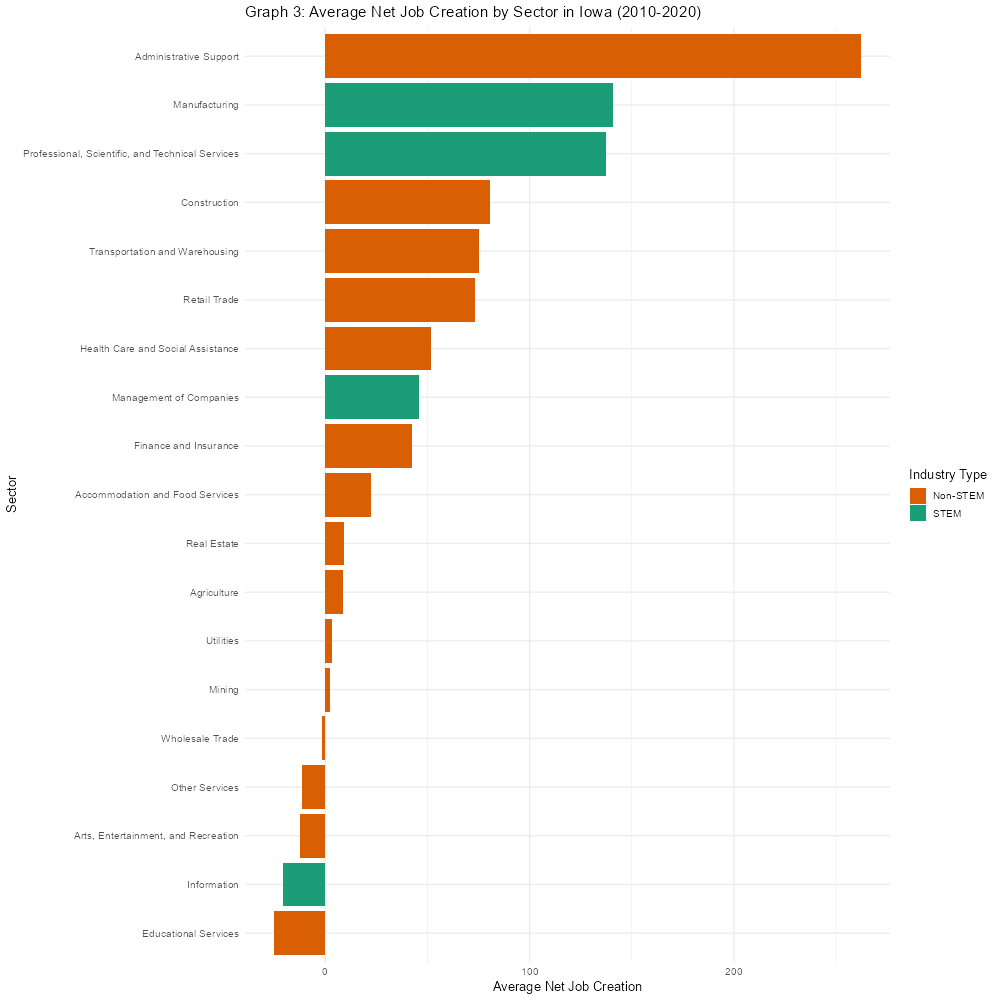 Graph 3: Average Net Job Creation by Sector in Iowa (2010-2020)
Administrative Support
Manufacturing
Professional, Scientific, and Technical Services
Construction
Transportation and Warehousing
Retail Trade
Health Care and Social Assistance
Management of Companies
Finance and Insurance
Accommodation and Food Services
Real Estate
Agriculture
Utilities
Mining
Wholesale Trade
Other Services
Arts, Entertainment, and Recreation
Information
Educational Services
Sector
0 100 200
Average Net Job Creation
Industry Type
Non-STEM
STEM